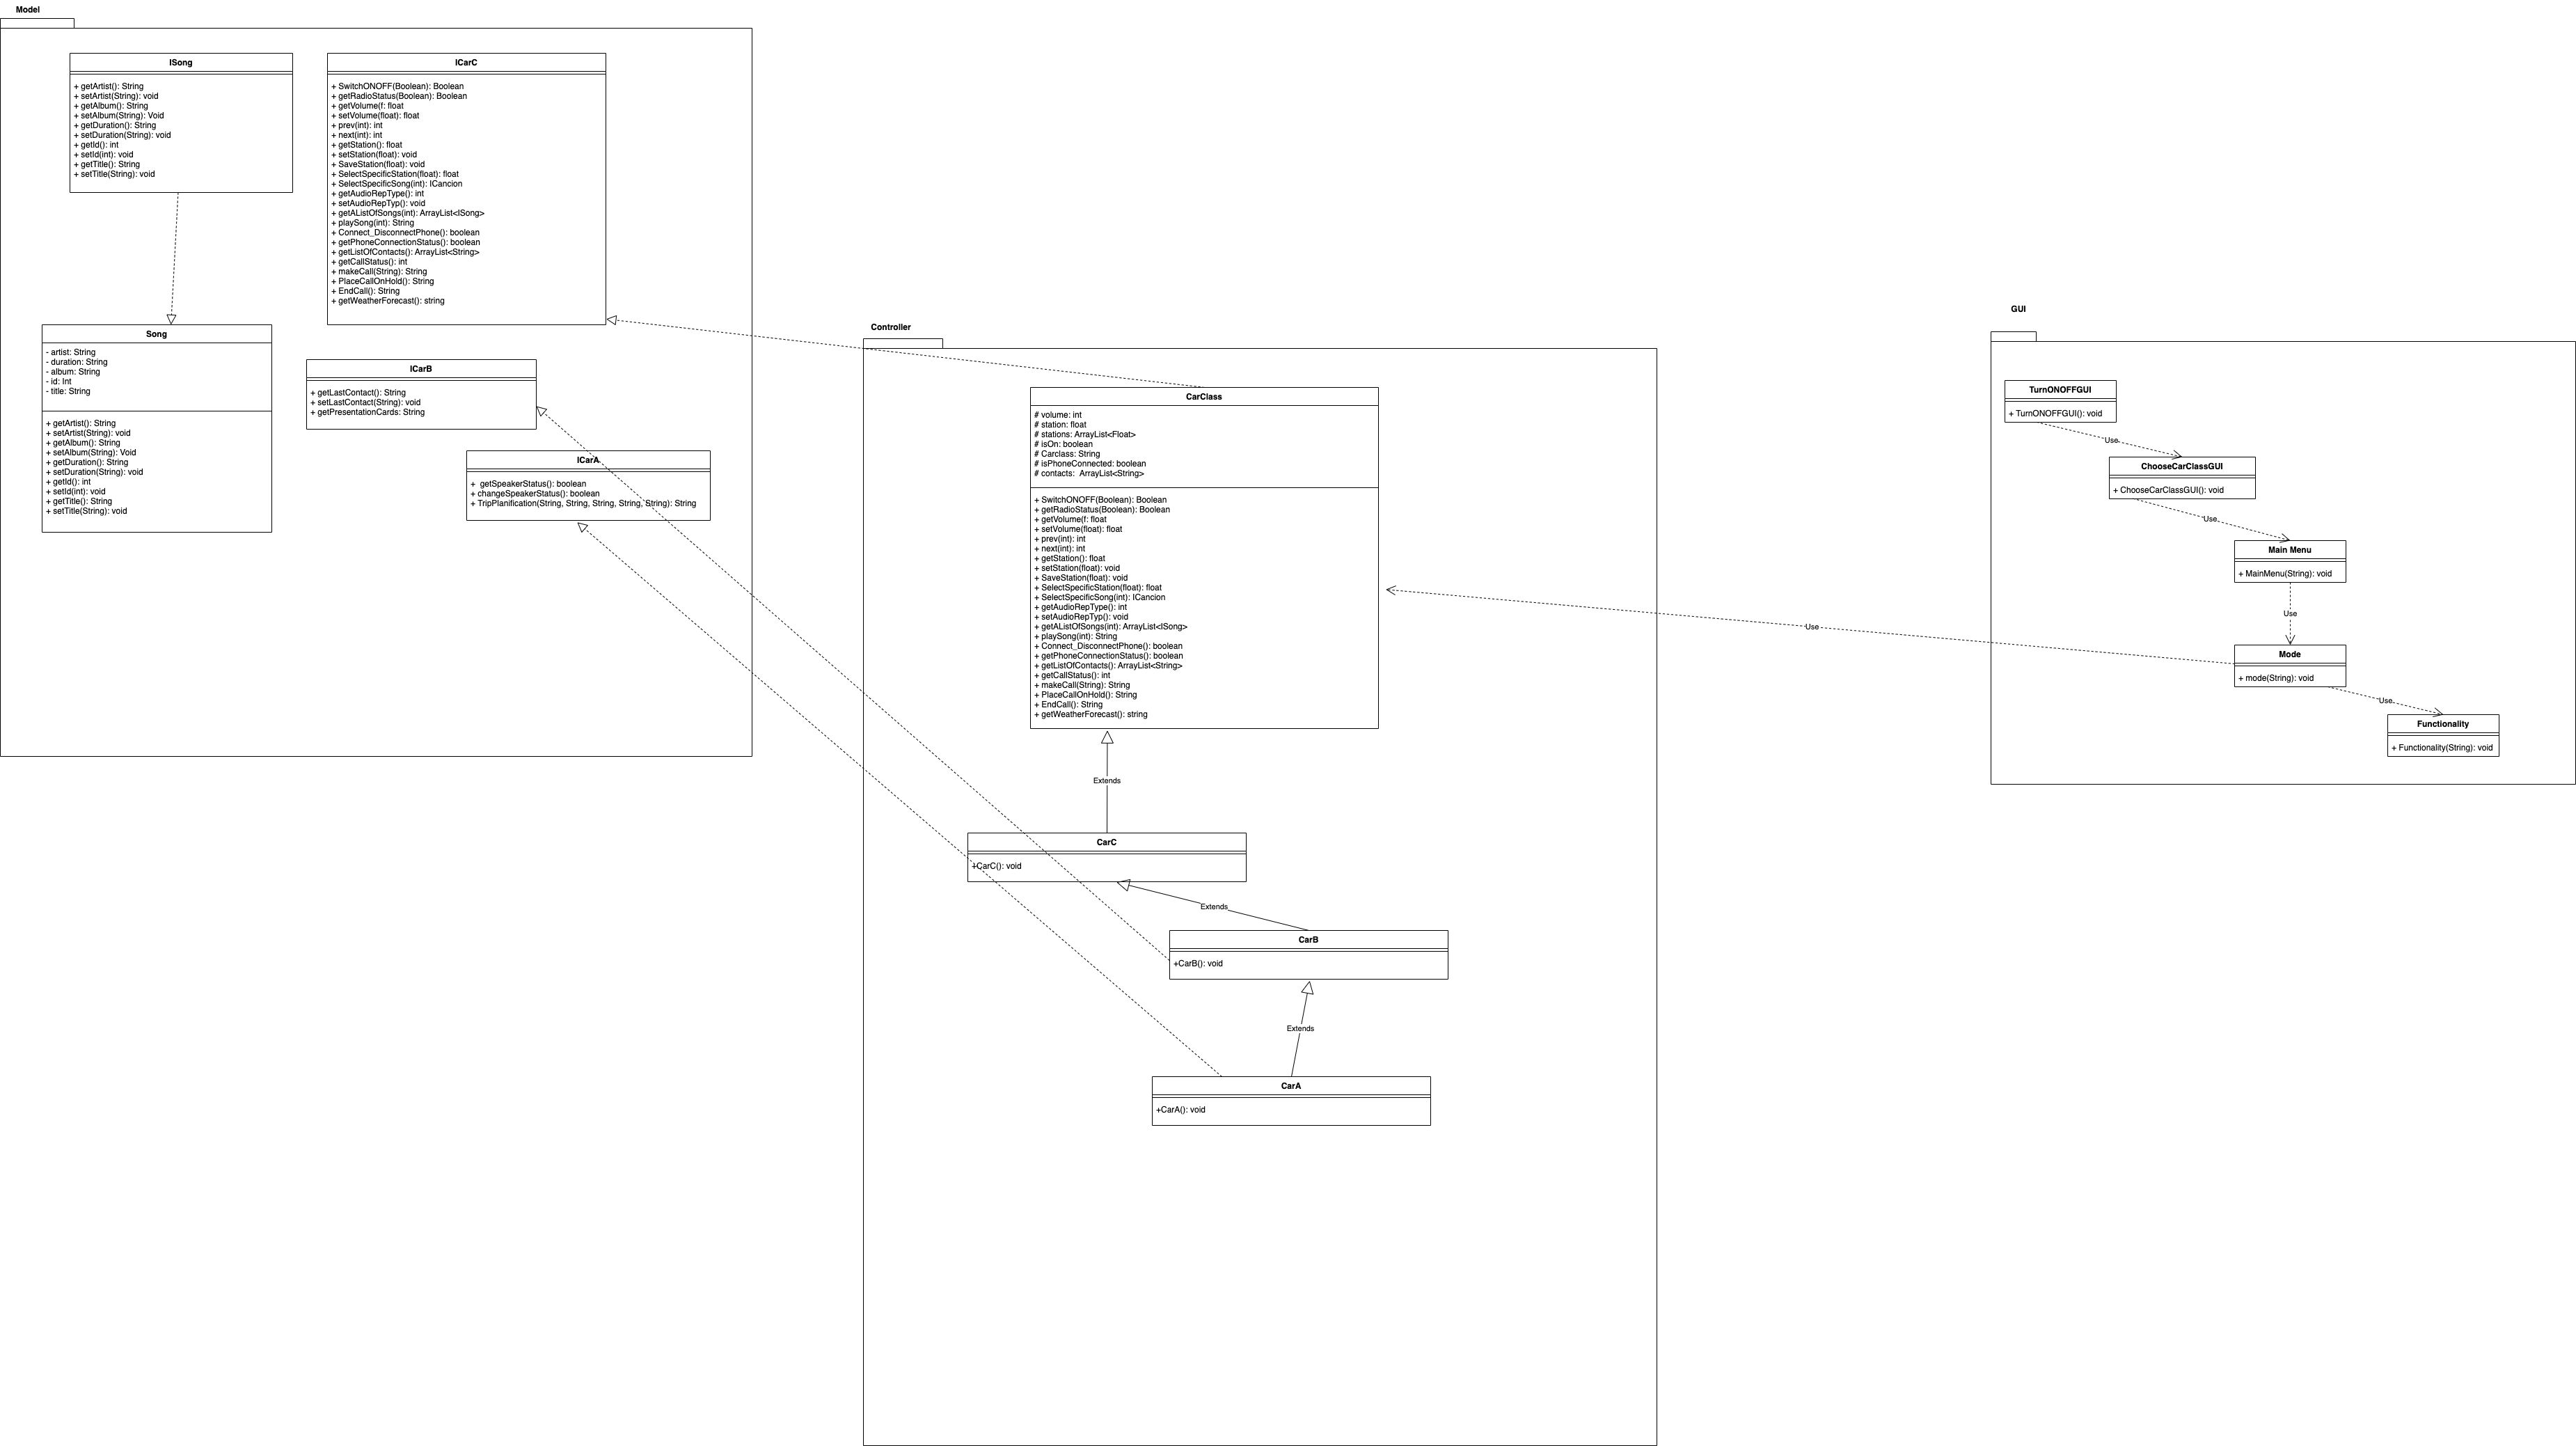 Model
ISong
+ getArtist(): String
+ setArtist(String): void
+ getAlbum(): String
+ setAlbum(String): Void
+ getDuration(): String
+ setDuration(String): void
+ getId(): int
+ setId(int): void
+ getTitle(): String
+ setTitle(String): void
ICarC
+ SwitchONOFF(Boolean): Boolean
+ getRadioStatus(Boolean): Boolean
+ getVolume(f: float
+ setVolume(float): float
+ prev(int): int
+ next(int): int
+ getStation(): float
+ setStation(float): void
+ SaveStation(float): void
+ SelectSpecificStation(float): float
+ SelectSpecificSong(int): ICancion
+ getAudioRepType(): int
+ setAudioRepTyp(): void
+ getAListOfSongs(int): ArrayList<ISong>
+ playSong(int): String
+ Connect_DisconnectPhone(): boolean
+ getPhoneConnectionStatus(): boolean
+ getListOfContacts(): ArrayList<String>
+ getCallStatus(): int
+ makeCall(String): String
+ PlaceCallOnHold(): String
+ EndCall(): String
+ getWeatherForecast(): string
Song
- artist: String
- duration: String
- album: String
- id: Int
- title: String
+ getArtist(): String
+ setArtist(String): void
+ getAlbum(): String
+ setAlbum(String): Void
+ getDuration(): String
+ setDuration(String): void
+ getId(): int
+ setId(int): void
+ getTitle(): String
+ setTitle(String): void
ICarB
+ getLastContact(): String
+ setLastContact(String): void
+ getPresentationCards: String
ICarA
+ getSpeakerStatus(): boolean
+ changeSpeakerStatus(): boolean
+ TripPlanification(String, String, String, String, String): String
Controller
CarClass
# volume: int
# station: float
# stations: ArrayList<Float>
# isOn: boolean
# Carclass: String
# isPhoneConnected: boolean
# contacts: ArrayList<String>
+ SwitchONOFF(Boolean): Boolean
+ getRadioStatus(Boolean): Boolean
+ getVolume(f: float
+ setVolume(float): float
+ prev(int): int
+ next(int): int
+ getStation(): float
+ setStation(float): void
+ SaveStation(float): void
+ SelectSpecificStation(float): float
+ SelectSpecificSong(int): ICancion
+ getAudioRepType(): int
+ setAudioRepTyp(): void
+ getAListOfSongs(int): ArrayList<ISong>
+ playSong(int): String
+ Connect_DisconnectPhone(): boolean
+ getPhoneConnectionStatus(): boolean
+ getListOfContacts(): ArrayList<String>
+ getCallStatus(): int
+ makeCall(String): String
+ PlaceCallOnHold(): String
+ EndCall(): String
+ getWeatherForecast(): string
Extends
CarC
+CarC(): void
Extends
CarB
+CarB(): void
Extends
CarA
+CarA(): void
Use
GUI
TurnONOFFGUI
+ TurnONOFFGUI(): void
Use
ChooseCarClassGUI
+ ChooseCarClassGUI(): void
Use
Main Menu
+ MainMenu(String): void
Use
Mode
+ mode(String): void
Use
Functionality
+ Functionality(String): void